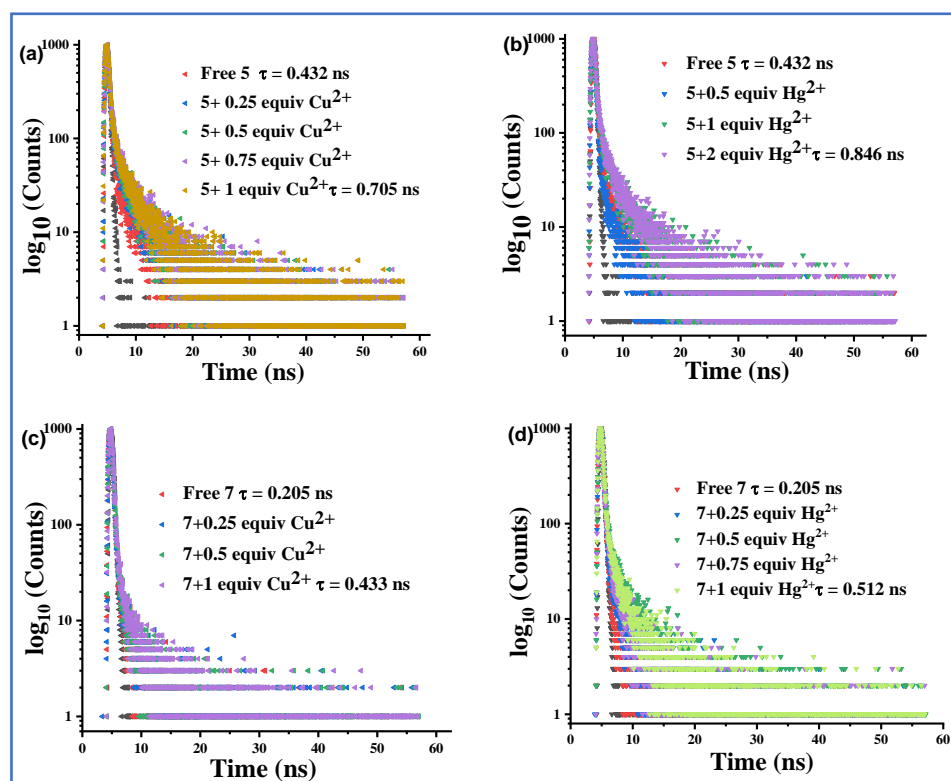 (a)
Free 5 τ = 0.432 ns
5+ 0.25 equiv Cu²⁺
5+ 0.5 equiv Cu²⁺
5+ 0.75 equiv Cu²⁺
5+ 1 equiv Cu²⁺τ = 0.705 ns
log₁₀ (Counts)
1000
100
10
1
0 10 20 30 40 50 60
Time (ns)
(b)
Free 5 τ = 0.432 ns
5+0.5 equiv Hg²⁺
5+1 equiv Hg²⁺
5+2 equiv Hg²⁺τ = 0.846 ns
log₁₀ (Counts)
1000
100
10
1
0 10 20 30 40 50 60
Time (ns)
(c)
Free 7 τ = 0.205 ns
7+0.25 equiv Cu²⁺
7+0.5 equiv Cu²⁺
7+1 equiv Cu²⁺ τ = 0.433 ns
log₁₀ (Counts)
1000
100
10
1
0 10 20 30 40 50 60
Time (ns)
(d)
Free 7 τ = 0.205 ns
7+0.25 equiv Hg²⁺
7+0.5 equiv Hg²⁺
7+0.75 equiv Hg²⁺
7+1 equiv Hg²⁺τ = 0.512 ns
log₁₀ (Counts)
1000
100
10
1
0 10 20 30 40 50 60
Time (ns)